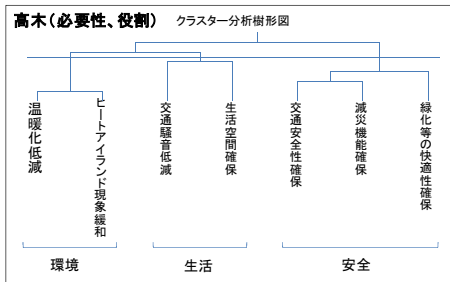 高木(必要性、役割)
クラスター分析樹形図
温暖化低減
ヒートアイランド現象緩和
交通騒音低減
生活空間確保
交通安全性確保
減災機能確保
緑化等の快適性確保
環境
生活
安全